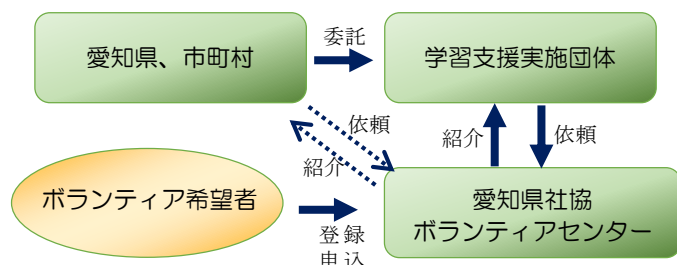 委託
愛知県、市町村
学習支援実施団体
依頼
紹介
依頼
紹介
ボランティア希望者
愛知県社協
ボランティアセンター
登録
申込